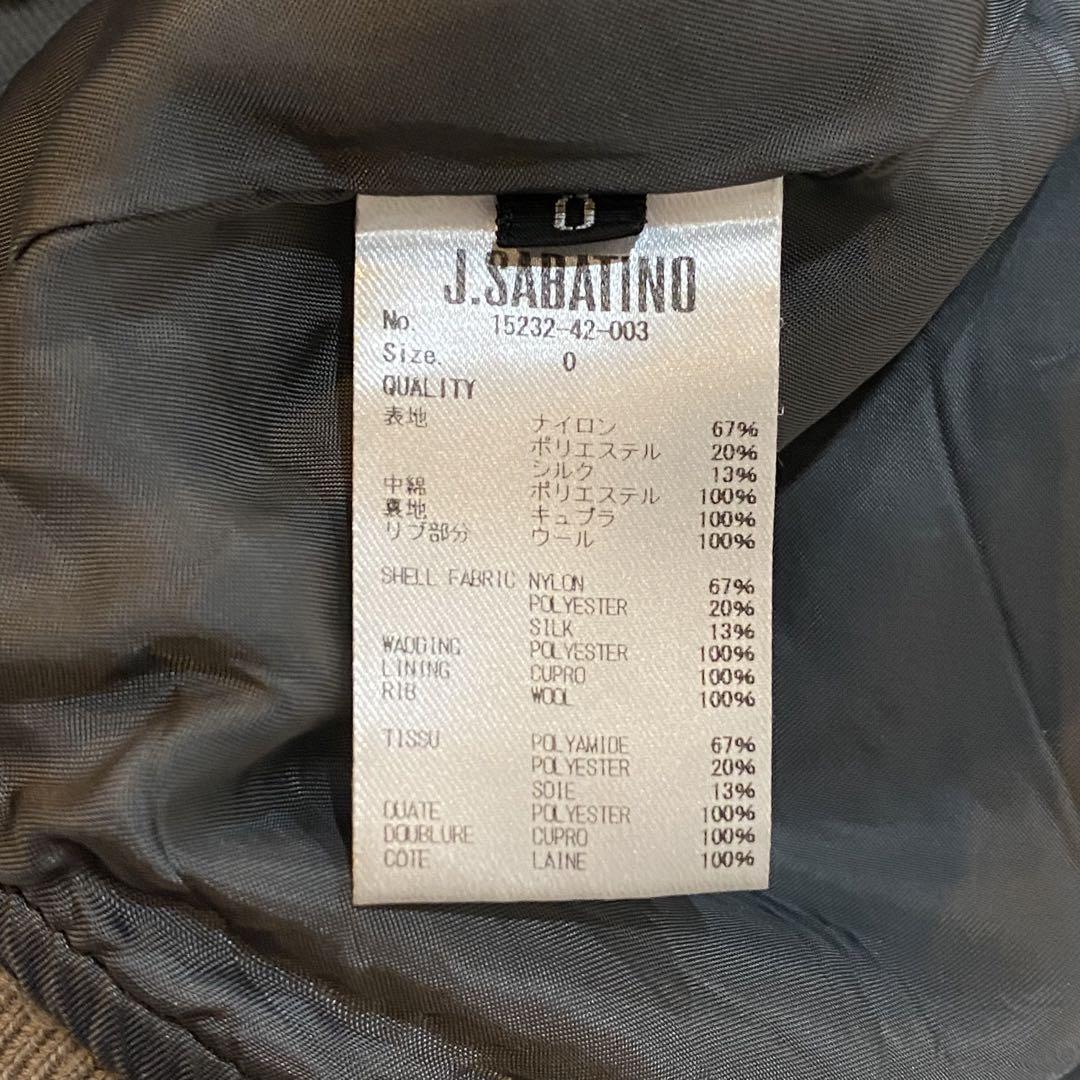 0
J.SABATINO
No. 15232-42-003
Size. 0
QUALITY
表地 ナイロン 67%
ポリエステル 20%
シルク 13%
中綿 ポリエステル 100%
裏地 キュプラ 100%
リブ部分 ウール 100%
SHELL FABRIC NYLON 67%
POLYESTER 20%
SILK 13%
WADDING POLYESTER 100%
LINING CUPRO 100%
RIB WOOL 100%
TISSU POLYAMIDE 67%
POLYESTER 20%
SOIE 13%
OUATE POLYESTER 100%
DOUBLURE CUPRO 100%
COTE LAINE 100%